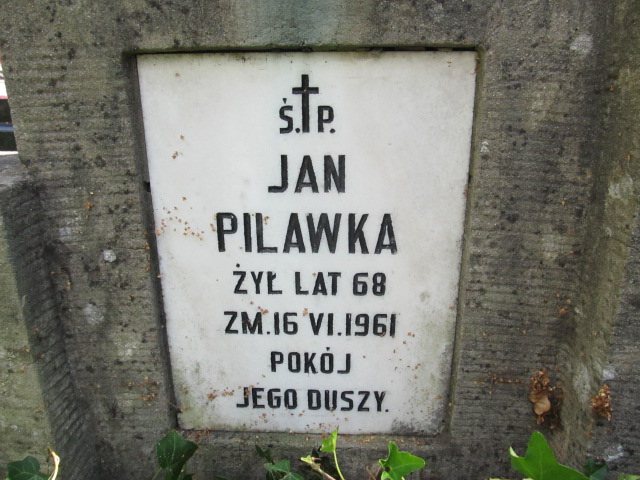 Ś.†P.
JAN
PILAWKA
ŻYŁ LAT 68
ZM.16 VI.1961
POKÓJ
JEGO DUSZY.